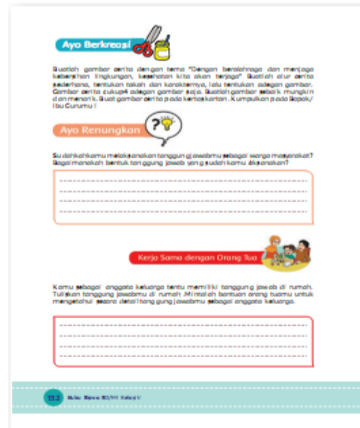 Ayo Berkreasi
Buatlah gambar cerita dengan tema "Dengan berolahraga dan menjaga
kebersihan lingkungan, kesehatan kita akan terjaga" Buatlah alur cerita
sederhana, tentukan tokoh dan karakternya, lalu tentukan adegan gambar.
Gambar cerita cukup4 adegan gambar saja. Buatlah gambar sebaik mungkin
dan menarik. Buat gambar cerita pada kertas karton. Kumpulkan pada Bapak/
Ibu Gurumu !
Ayo Renungkan
Sudahkah kamu melaksanakan tanggung jawabmu sebagai warga masyarakat?
Bagaimanakah bentuk tanggung jawab yang sudah kamu laksanakan?
Kerja Sama dengan Orang Tua
Kamu sebagai anggota keluarga tentu memiliki tanggung jawab di rumah.
Tuliskan tanggung jawabmu di rumah. Mintalah bantuan orang tuamu untuk
mengetahui secara detail tanggung jawabmu sebagai anggota keluarga.
132 Buku Siswa SD/MI Kelas V